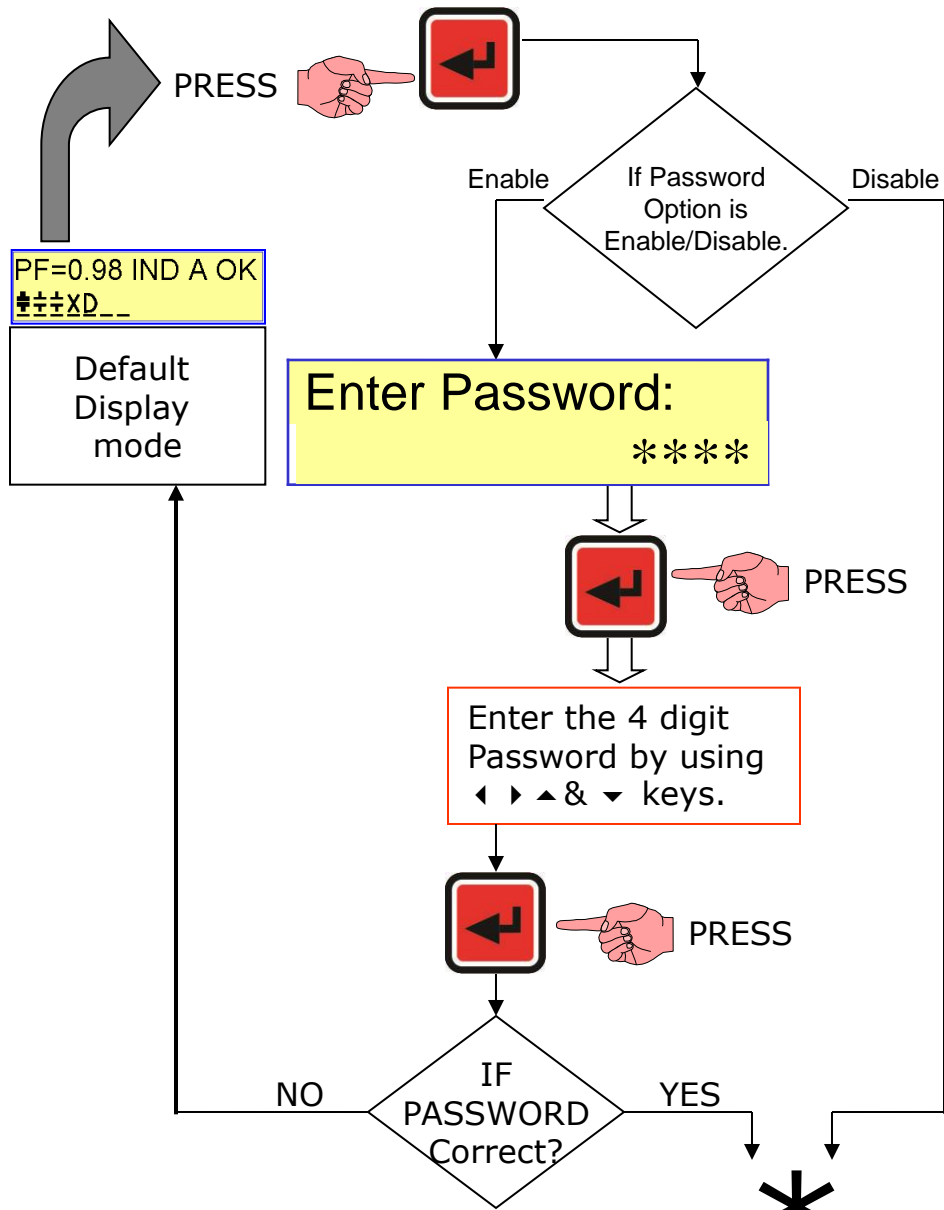 PRESS
If Password
Option is
Enable/Disable.
Enable
Disable
PF=0.98 IND A OK
XD_ _
Default
Display
mode
Enter Password:
****
PRESS
Enter the 4 digit
Password by using
◂ ▸ ▴ & ▾ keys.
PRESS
IF
PASSWORD
Correct?
NO
YES
*